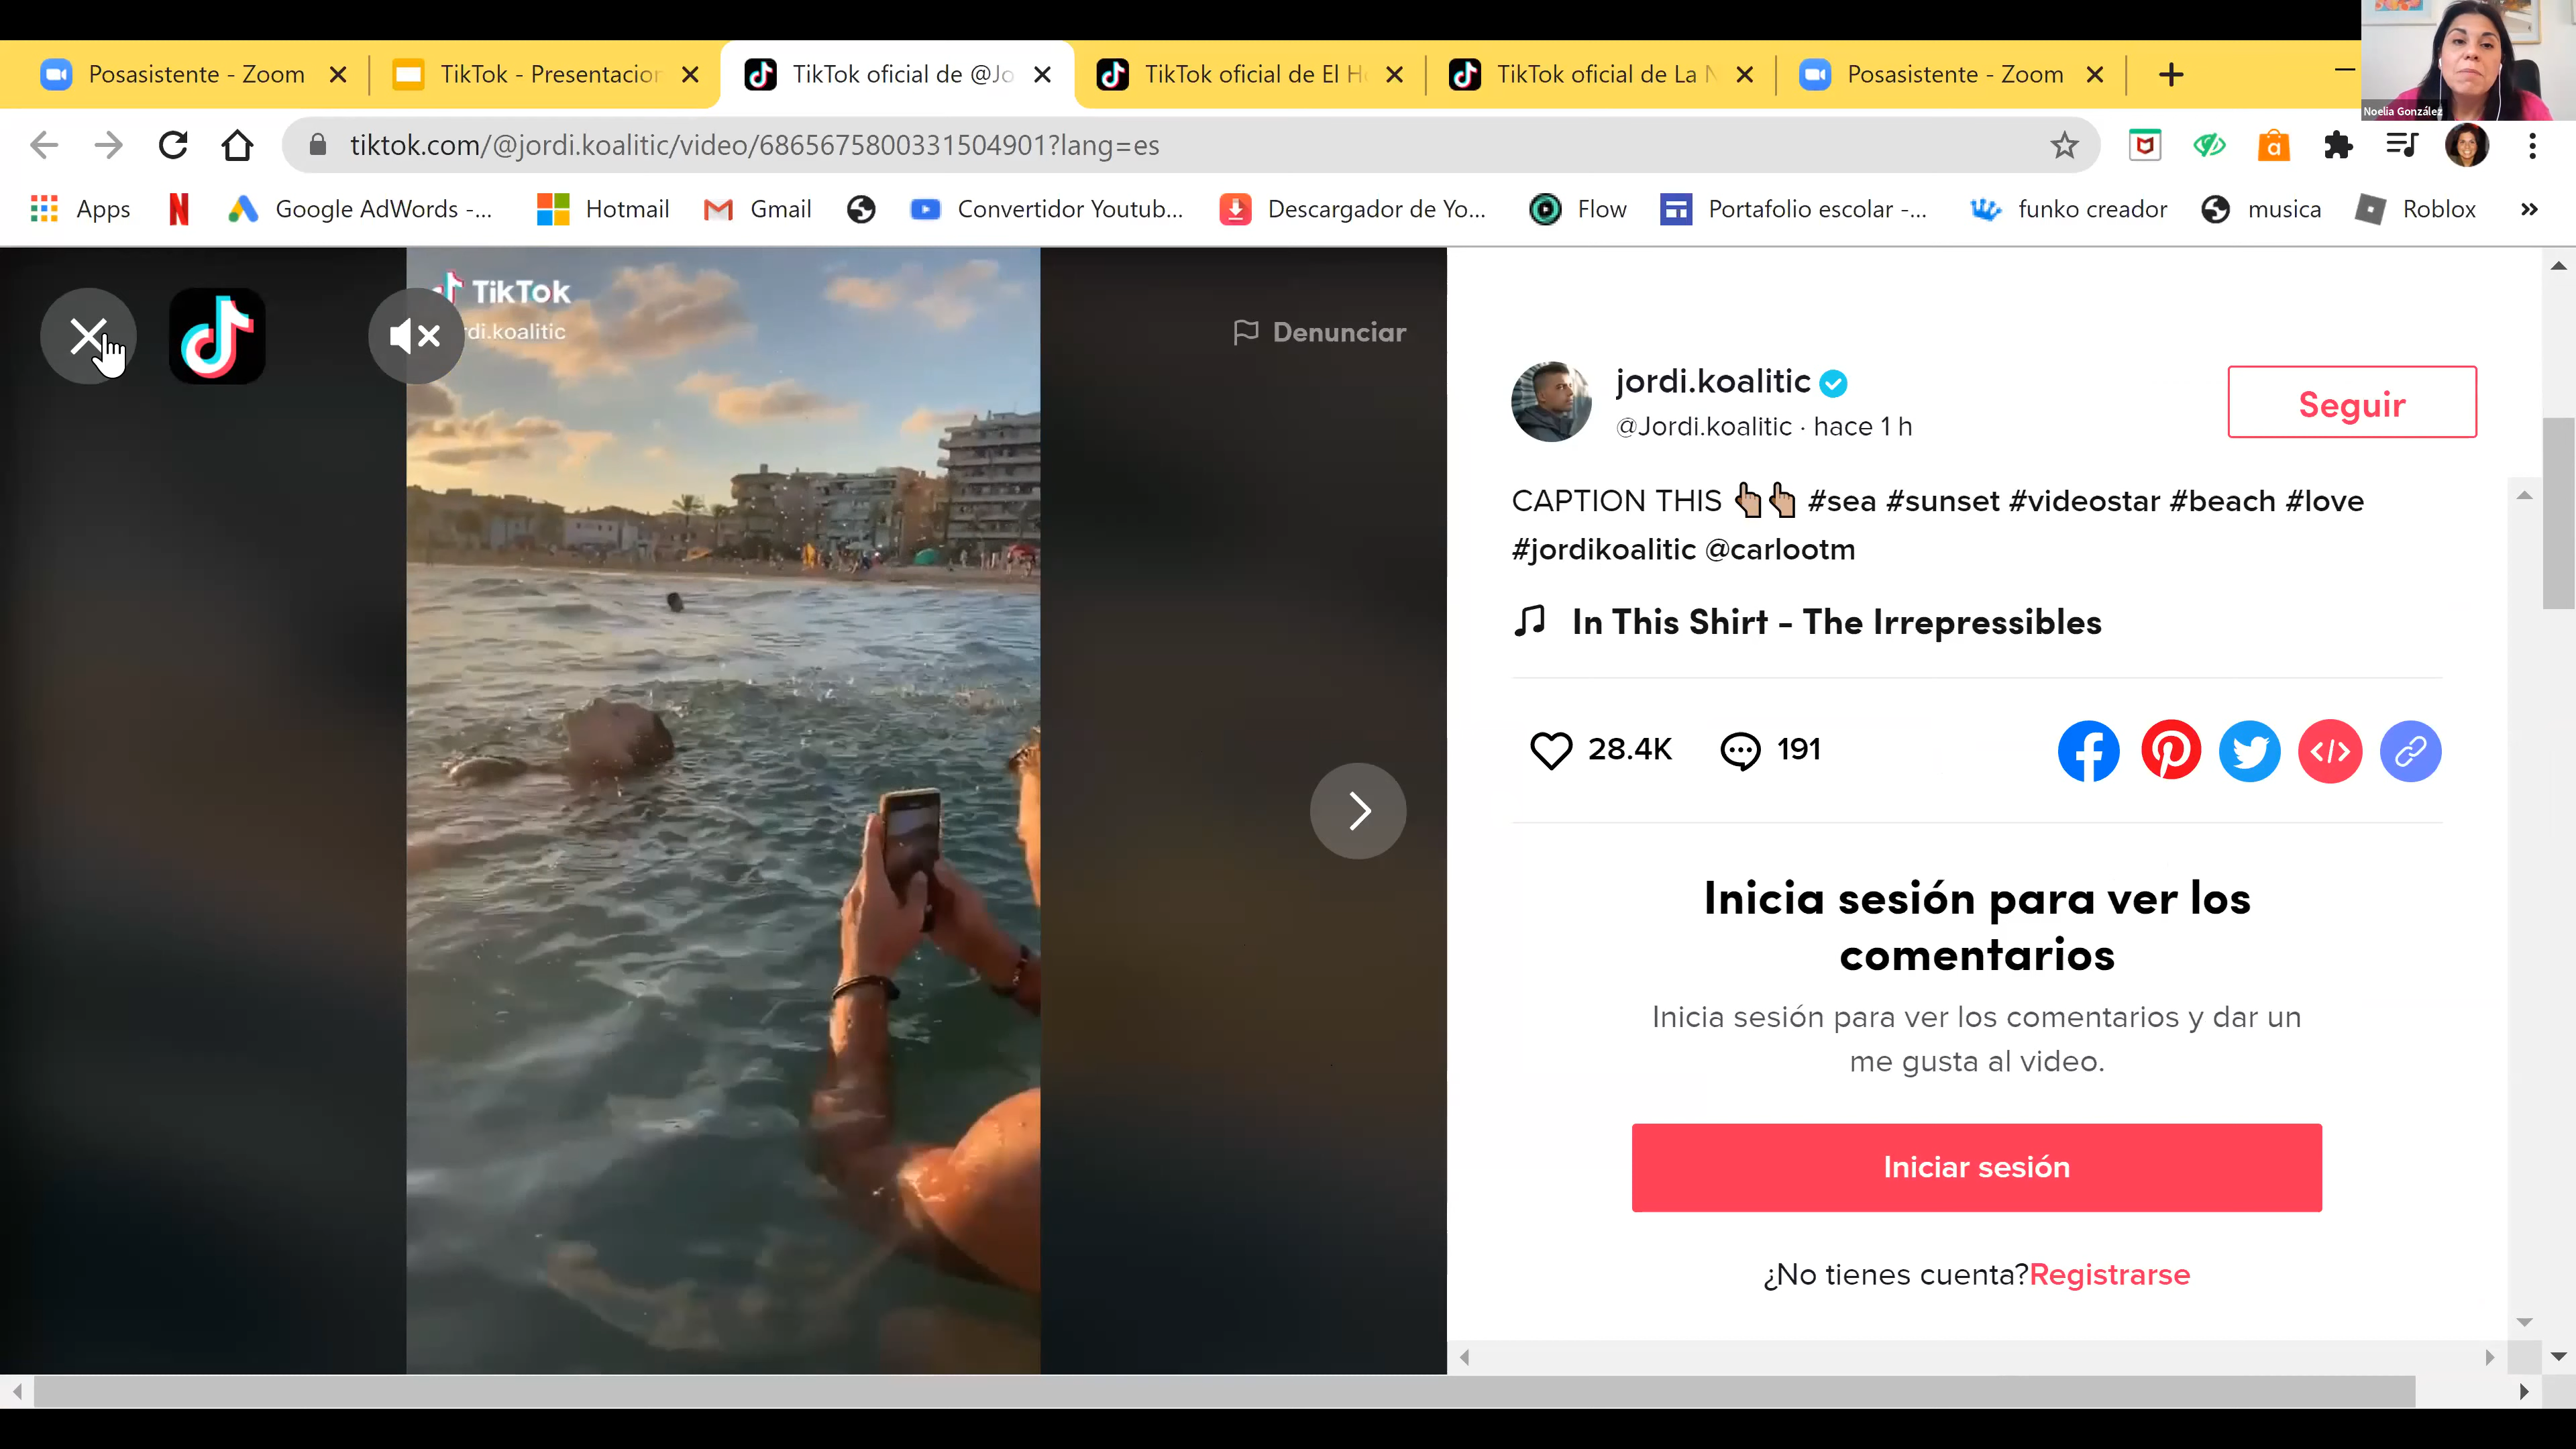 Posasistente - Zoom
TikTok - Presentacion
TikTok oficial de @Jo
TikTok oficial de El H
TikTok oficial de La N
Posasistente - Zoom
Noelia González
tiktok.com/@jordi.koalitic/video/6865675800331504901?lang=es
Apps
Google AdWords -...
Hotmail
Gmail
Convertidor Youtub...
Descargador de Yo...
Flow
Portafolio escolar -...
funko creador
musica
Roblox
TikTok
rdi.koalitic
Denunciar
jordi.koalitic
@Jordi.koalitic · hace 1 h
Seguir
CAPTION THIS 👆🏽👆🏽 #sea #sunset #videostar #beach #love
#jordikoalitic @carlootm
In This Shirt - The Irrepressibles
28.4K
191
Inicia sesión para ver los
comentarios
Inicia sesión para ver los comentarios y dar un
me gusta al video.
Iniciar sesión
¿No tienes cuenta?Registrarse